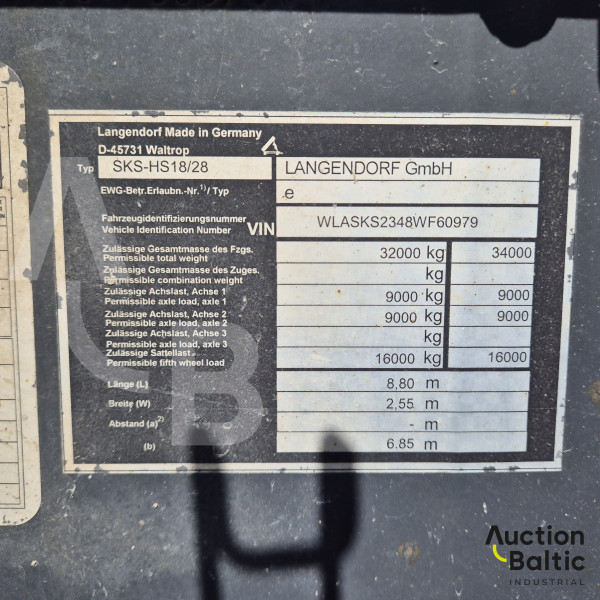 Langendorf Made in Germany
D-45731 Waltrop
Typ SKS-HS18/28 LANGENDORF GmbH
EWG-Betr.Erlaubn.-Nr.1)/ Typ e
Fahrzeugidentifizierungsnummer
Vehicle Identification Number VIN WLASKS2348WF60979
Zulässige Gesamtmasse des Fzgs.
Permissible total weight 32000 kg 34000
Zulässige Gesamtmasse des Zuges.
Permissible combination weight kg
Zulässige Achslast, Achse 1
Permissible axle load, axle 1 9000 kg 9000
Zulässige Achslast, Achse 2
Permissible axle load, axle 2 9000 kg 9000
Zulässige Achslast, Achse 3
Permissible axle load, axle 3 kg
Zulässige Sattellast
Permissible fifth wheel load 16000 kg 16000
Länge (L) 8,80 m
Breite (W) 2,55 m
Abstand (a)2) - m
(b) 6.85 m
Auction
Baltic
INDUSTRIAL